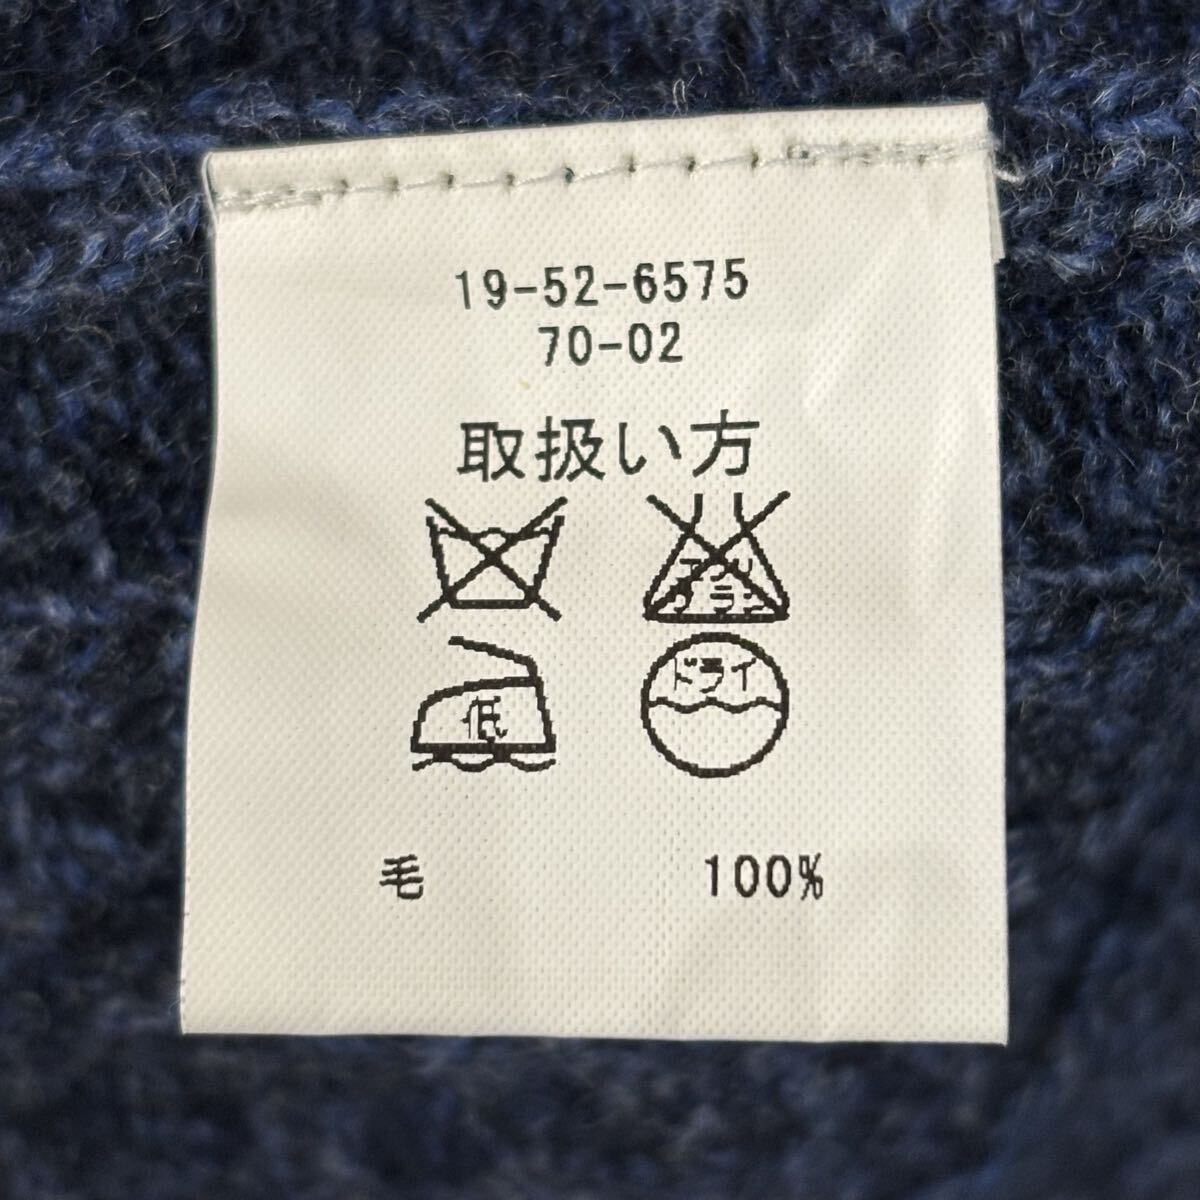 19-52-6575
70-02
取扱い方
エンソ
サラシ
低
ドライ
毛 100%